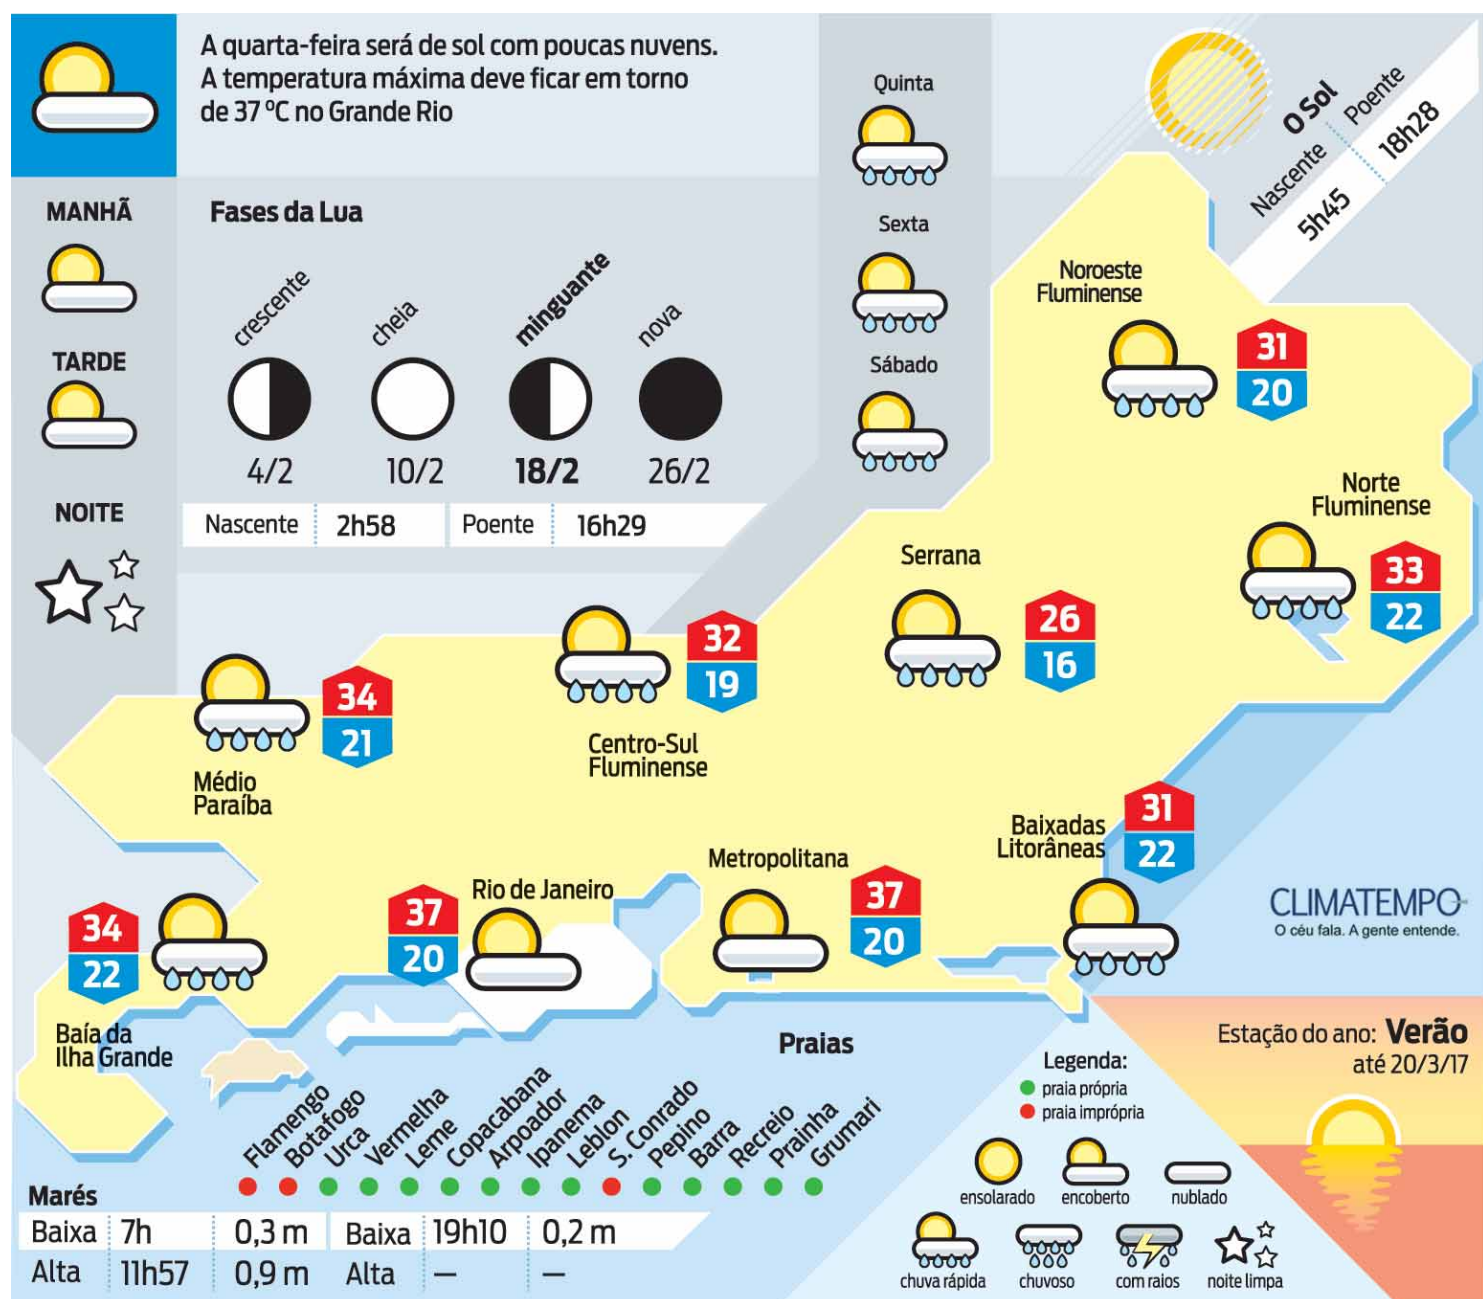 A quarta-feira será de sol com poucas nuvens.
A temperatura máxima deve ficar em torno
de 37 ºC no Grande Rio
MANHÃ
TARDE
NOITE
Fases da Lua
crescente
cheia
minguante
nova
4/2
10/2
18/2
26/2
Nascente 2h58 Poente 16h29
Quinta
Sexta
Sábado
O Sol
Nascente
Poente
5h45
18h28
Noroeste
Fluminense
31
20
Norte
Fluminense
33
22
Serrana
26
16
32
19
Centro-Sul
Fluminense
34
21
Médio
Paraíba
Baixadas
Litorâneas
31
22
Metropolitana
37
20
Rio de Janeiro
37
20
34
22
Baía da
Ilha Grande
CLIMATEMPO
O céu fala. A gente entende.
Praias
Flamengo
Botafogo
Urca
Vermelha
Leme
Copacabana
Arpoador
Ipanema
Leblon
S. Conrado
Pepino
Barra
Recreio
Prainha
Grumari
Marés
Baixa 7h 0,3 m Baixa 19h10 0,2 m
Alta 11h57 0,9 m Alta — —
Legenda:
praia própria
praia imprópria
ensolarado
encoberto
nublado
chuva rápida
chuvoso
com raios
noite limpa
Estação do ano: Verão
até 20/3/17